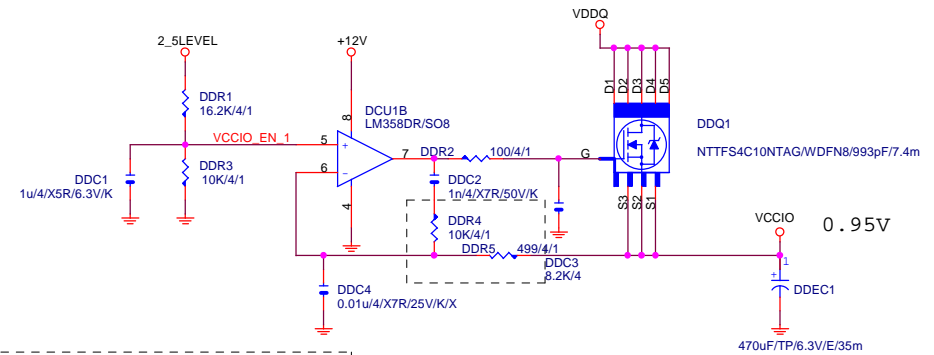 VDDQ
2_5LEVEL
+12V
D1
D2
D3
D4
D5
DDR1
16.2K/4/1
DCU1B
LM358DR/SO8
8
DDQ1
VCCIO_EN_1
5
+
7
DDR2
100/4/1
G
NTTFS4C10NTAG/WDFN8/993pF/7.4m
6
-
DDC1
1u/4/X5R/6.3V/K
DDR3
10K/4/1
DDC2
1n/4/X7R/50V/K
4
S3
S2
S1
DDR4
10K/4/1
VCCIO
0.95V
DDR5
499/4/1
DDC3
8.2K/4
1
+
DDC4
0.01u/4/X7R/25V/K/X
DDEC1
470uF/TP/6.3V/E/35m